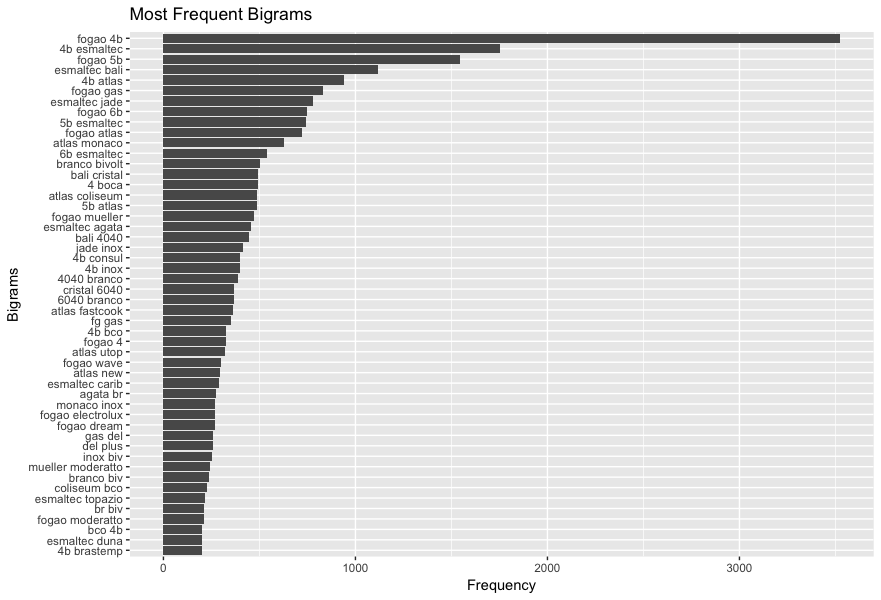 Most Frequent Bigrams
fogao 4b
4b esmaltec
fogao 5b
esmaltec bali
4b atlas
fogao gas
esmaltec jade
fogao 6b
5b esmaltec
fogao atlas
atlas monaco
6b esmaltec
branco bivolt
bali cristal
4 boca
atlas coliseum
5b atlas
fogao mueller
esmaltec agata
bali 4040
jade inox
4b consul
4b inox
4040 branco
cristal 6040
6040 branco
atlas fastcook
fg gas
4b bco
fogao 4
atlas utop
fogao wave
atlas new
esmaltec carib
agata br
monaco inox
fogao electrolux
fogao dream
gas del
del plus
inox biv
mueller moderatto
branco biv
coliseum bco
esmaltec topazio
br biv
fogao moderatto
bco 4b
esmaltec duna
4b brastemp
Bigrams
0 1000 2000 3000
Frequency